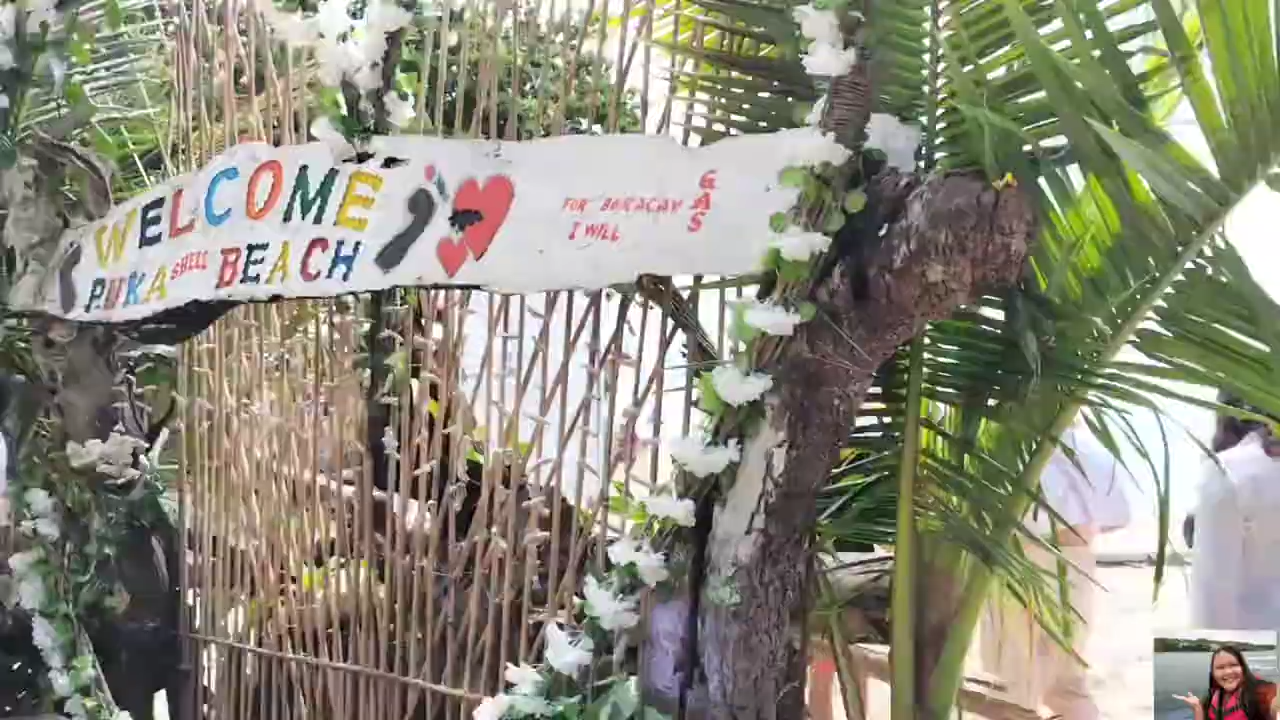 WELCOME
PUKA SHELL BEACH
FOR BORACAY
I WILL
GAS